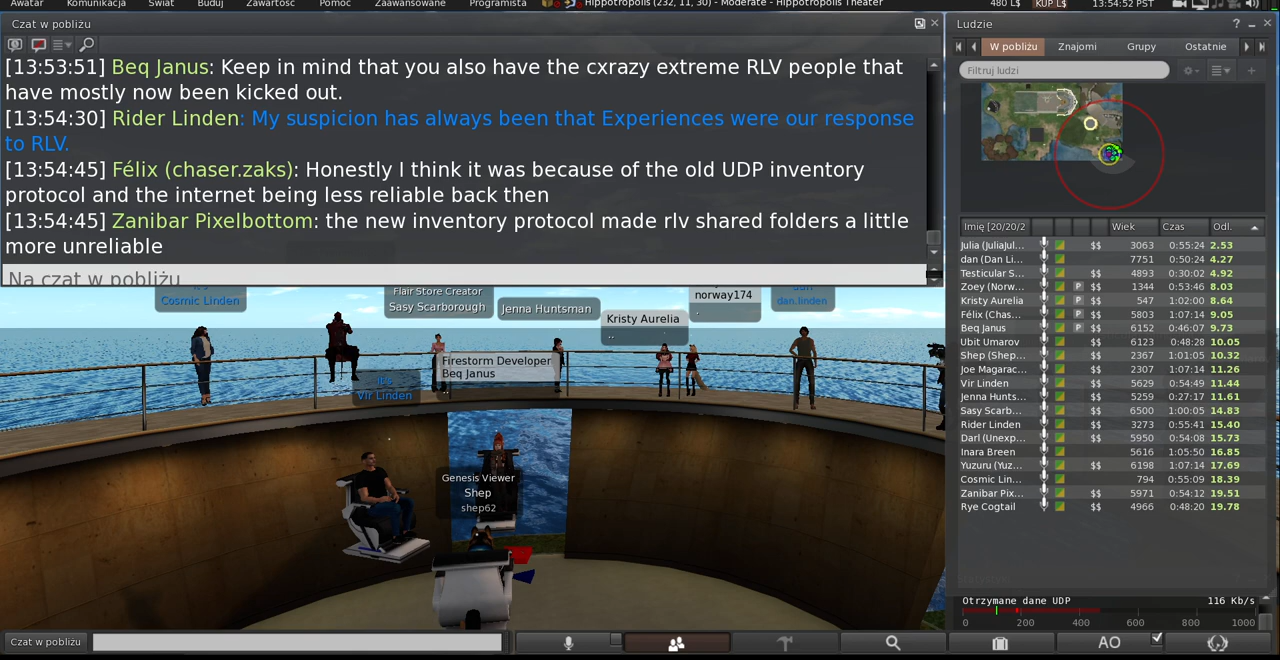 Awatar Komunikacja Świat Buduj Zawartość Pomoc Zaawansowane Programista Hippotropolis (232, 11, 30) - Moderate - Hippotropolis Theater 480 L$ KUP L$ 13:54:52 PST
Czat w pobliżu
[13:53:51] Beq Janus: Keep in mind that you also have the cxrazy extreme RLV people that
have mostly now been kicked out.
[13:54:30] Rider Linden: My suspicion has always been that Experiences were our response
to RLV.
[13:54:45] Félix (chaser.zaks): Honestly I think it was because of the old UDP inventory
protocol and the internet being less reliable back then
[13:54:45] Zanibar Pixelbottom: the new inventory protocol made rlv shared folders a little
more unreliable
Na czat w pobliżu
Cosmic Linden
Flair Store Creator
Sasy Scarborough
Jenna Huntsman
Kristy Aurelia
..
norway174
.
dan.linden
Firestorm Developer
Beq Janus
..
It's
Vir Linden
Genesis Viewer
Shep
shep62
Czat w pobliżu
Ludzie ? _ ×
W pobliżu Znajomi Grupy Ostatnie
Filtruj ludzi
Imię [20/20/2 Wiek Czas Odl.
Julia (JuliaJul... $$ 3063 0:55:24 2.53
dan (Dan Li... 7751 0:50:24 4.27
Testicular S... $$ 4893 0:30:02 4.92
Zoey (Norw... P $$ 1344 0:53:46 8.03
Kristy Aurelia P $$ 547 1:02:00 8.64
Félix (Chas... P $$ 5803 1:07:14 9.05
Beq Janus P $$ 6152 0:46:07 9.73
Ubit Umarov $$ 6123 0:48:28 10.05
Shep (Shep... $$ 2367 1:01:05 10.32
Joe Magarac... $$ 2307 1:07:14 11.26
Vir Linden $$ 5629 0:54:49 11.44
Jenna Hunts... $$ 5259 0:27:17 11.61
Sasy Scarb... $$ 6500 1:00:05 14.83
Rider Linden $$ 3273 0:55:41 15.40
Darl (Unexp... $$ 5950 0:54:08 15.73
Inara Breen 5616 1:05:50 16.85
Yuzuru (Yuz... $$ 6198 1:07:14 17.69
Cosmic Lin... 794 0:55:09 18.39
Zanibar Pix... $$ 5971 0:54:12 19.51
Rye Cogtail $$ 4966 0:48:20 19.78
Otrzymane dane UDP 116 Kb/s
0 200 400 600 800 1000
AO